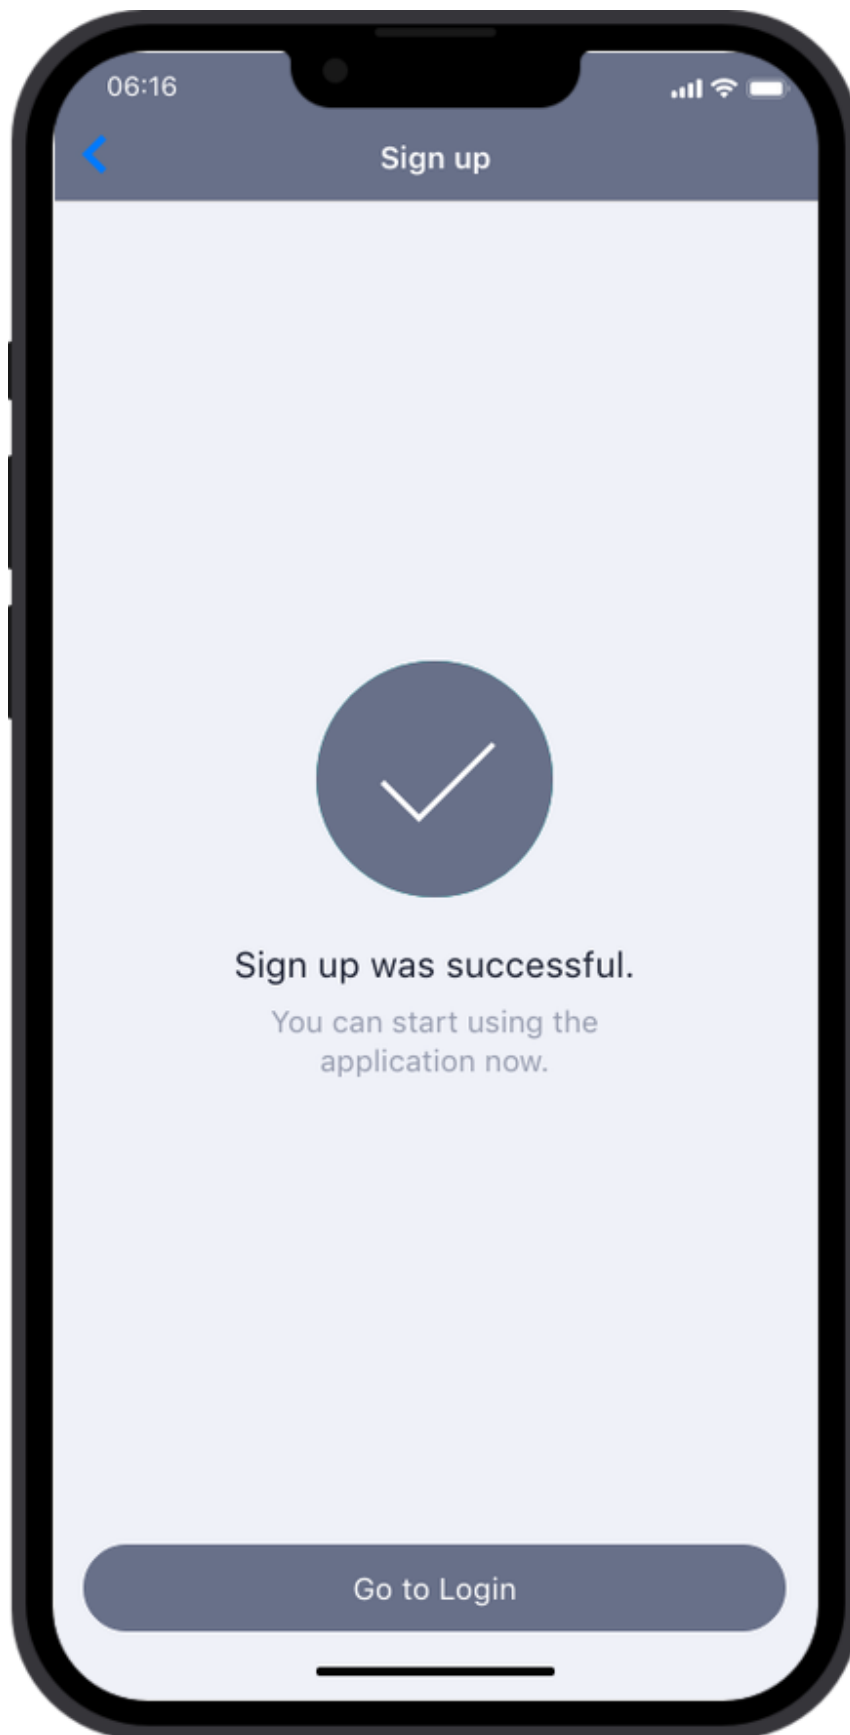 06:16
Sign up
Sign up was successful.
You can start using the
application now.
Go to Login